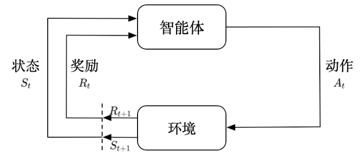 智能体
状态
S_t
奖励
R_t
动作
A_t
R_{t+1}
环境
S_{t+1}